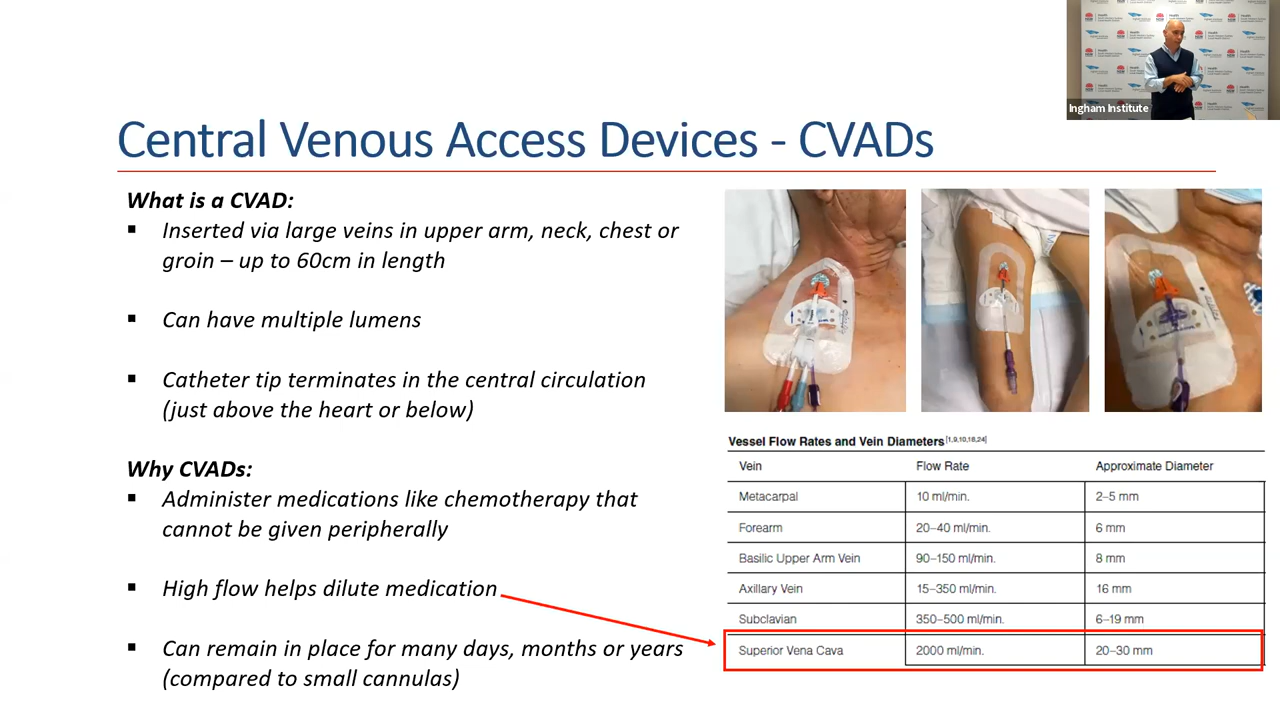 Ingham Institute
Central Venous Access Devices - CVADs
What is a CVAD:
▪ Inserted via large veins in upper arm, neck, chest or
groin – up to 60cm in length
▪ Can have multiple lumens
▪ Catheter tip terminates in the central circulation
(just above the heart or below)
Why CVADs:
▪ Administer medications like chemotherapy that
cannot be given peripherally
▪ High flow helps dilute medication
▪ Can remain in place for many days, months or years
(compared to small cannulas)
Vessel Flow Rates and Vein Diameters[1,9,10,18,24]
Vein Flow Rate Approximate Diameter
Metacarpal 10 ml/min. 2–5 mm
Forearm 20–40 ml/min. 6 mm
Basilic Upper Arm Vein 90–150 ml/min. 8 mm
Axillary Vein 15–350 ml/min. 16 mm
Subclavian 350–500 ml/min. 6–19 mm
Superior Vena Cava 2000 ml/min. 20–30 mm